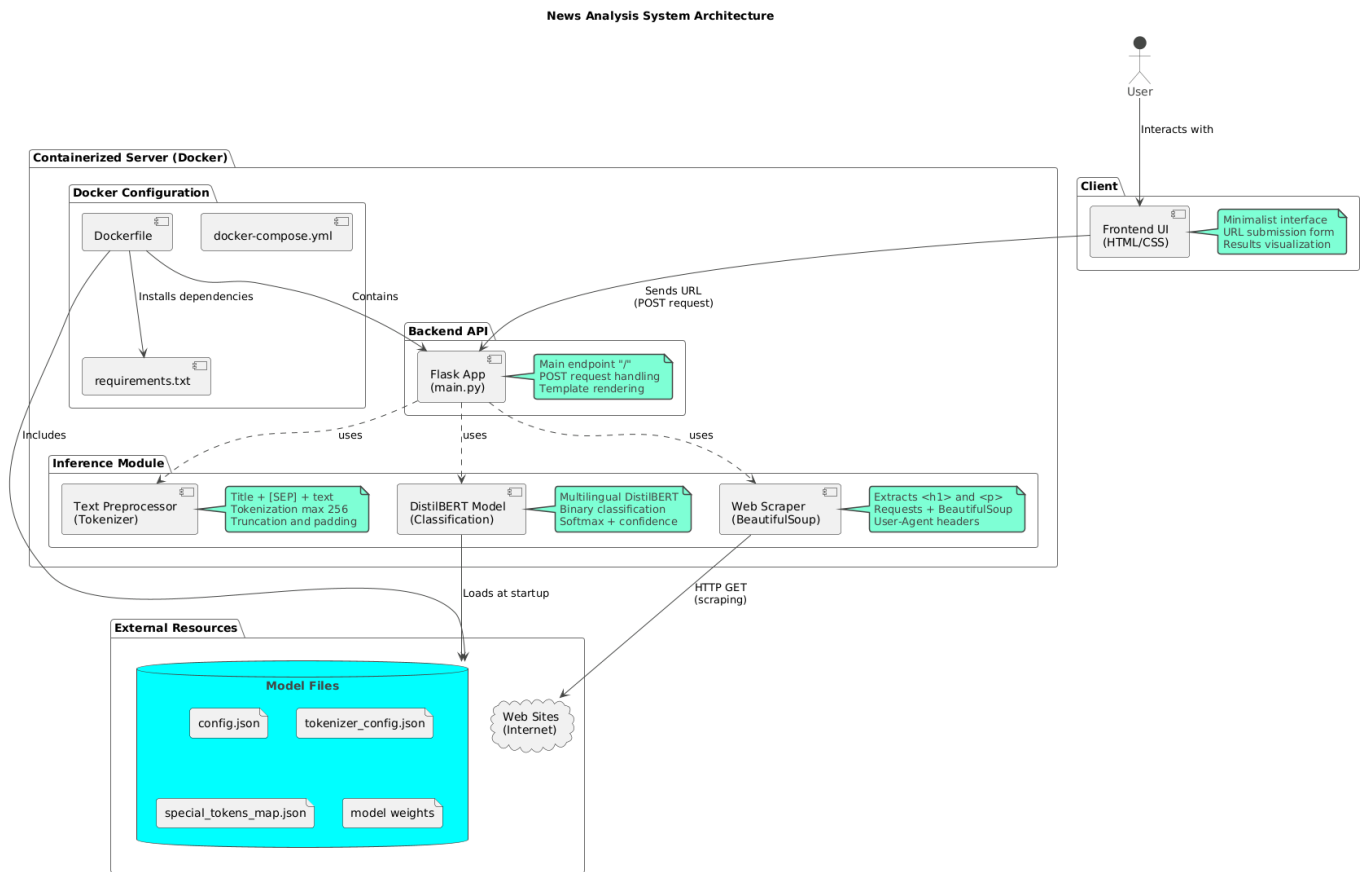 News Analysis System Architecture
User
Interacts with
Containerized Server (Docker)
Client
Docker Configuration
Dockerfile
docker-compose.yml
Frontend UI
(HTML/CSS)
Minimalist interface
URL submission form
Results visualization
Installs dependencies
Contains
Sends URL
(POST request)
Backend API
requirements.txt
Flask App
(main.py)
Main endpoint "/"
POST request handling
Template rendering
Includes
uses
uses
uses
Inference Module
Text Preprocessor
(Tokenizer)
Title + [SEP] + text
Tokenization max 256
Truncation and padding
DistilBERT Model
(Classification)
Multilingual DistilBERT
Binary classification
Softmax + confidence
Web Scraper
(BeautifulSoup)
Extracts <h1> and <p>
Requests + BeautifulSoup
User-Agent headers
Loads at startup
HTTP GET
(scraping)
External Resources
Model Files
config.json
tokenizer_config.json
Web Sites
(Internet)
special_tokens_map.json
model weights